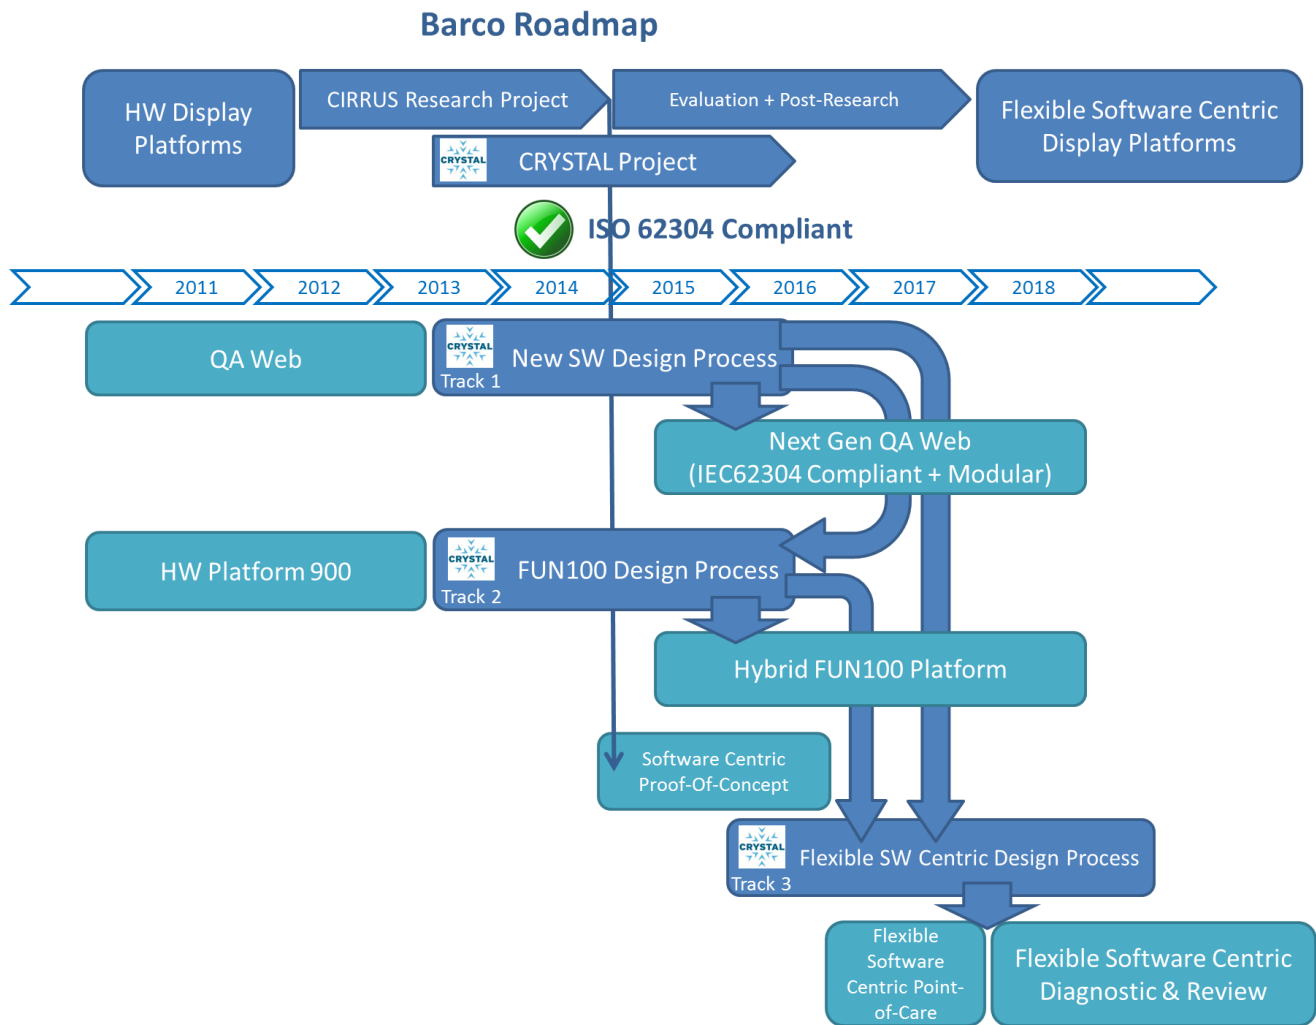 Barco Roadmap
HW Display
Platforms
CIRRUS Research Project
Evaluation + Post-Research
Flexible Software Centric
Display Platforms
CRYSTAL
CRYSTAL Project
ISO 62304 Compliant
2011
2012
2013
2014
2015
2016
2017
2018
QA Web
CRYSTAL
Track 1
New SW Design Process
Next Gen QA Web
(IEC62304 Compliant + Modular)
HW Platform 900
CRYSTAL
Track 2
FUN100 Design Process
Hybrid FUN100 Platform
Software Centric
Proof-Of-Concept
CRYSTAL
Track 3
Flexible SW Centric Design Process
Flexible
Software
Centric Point-
of-Care
Flexible Software Centric
Diagnostic & Review